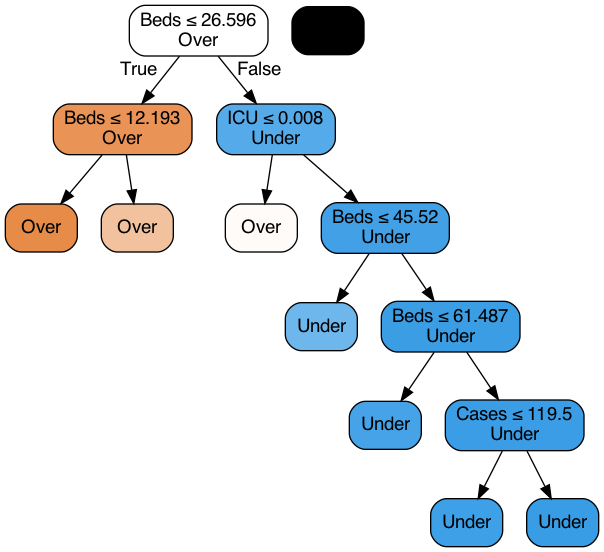 Beds ≤ 26.596
Over
True
False
Beds ≤ 12.193
Over
ICU ≤ 0.008
Under
Over
Over
Over
Beds ≤ 45.52
Under
Under
Beds ≤ 61.487
Under
Under
Cases ≤ 119.5
Under
Under
Under